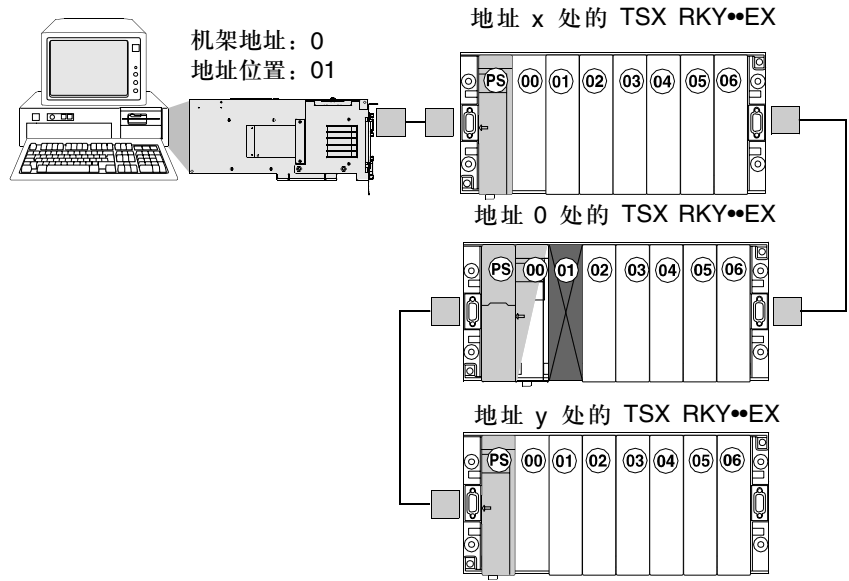 机架地址：0
地址位置：01
地址 x 处的 TSX RKY••EX
PS 00 01 02 03 04 05 06
地址 0 处的 TSX RKY••EX
PS 00 01 02 03 04 05 06
地址 y 处的 TSX RKY••EX
PS 00 01 02 03 04 05 06